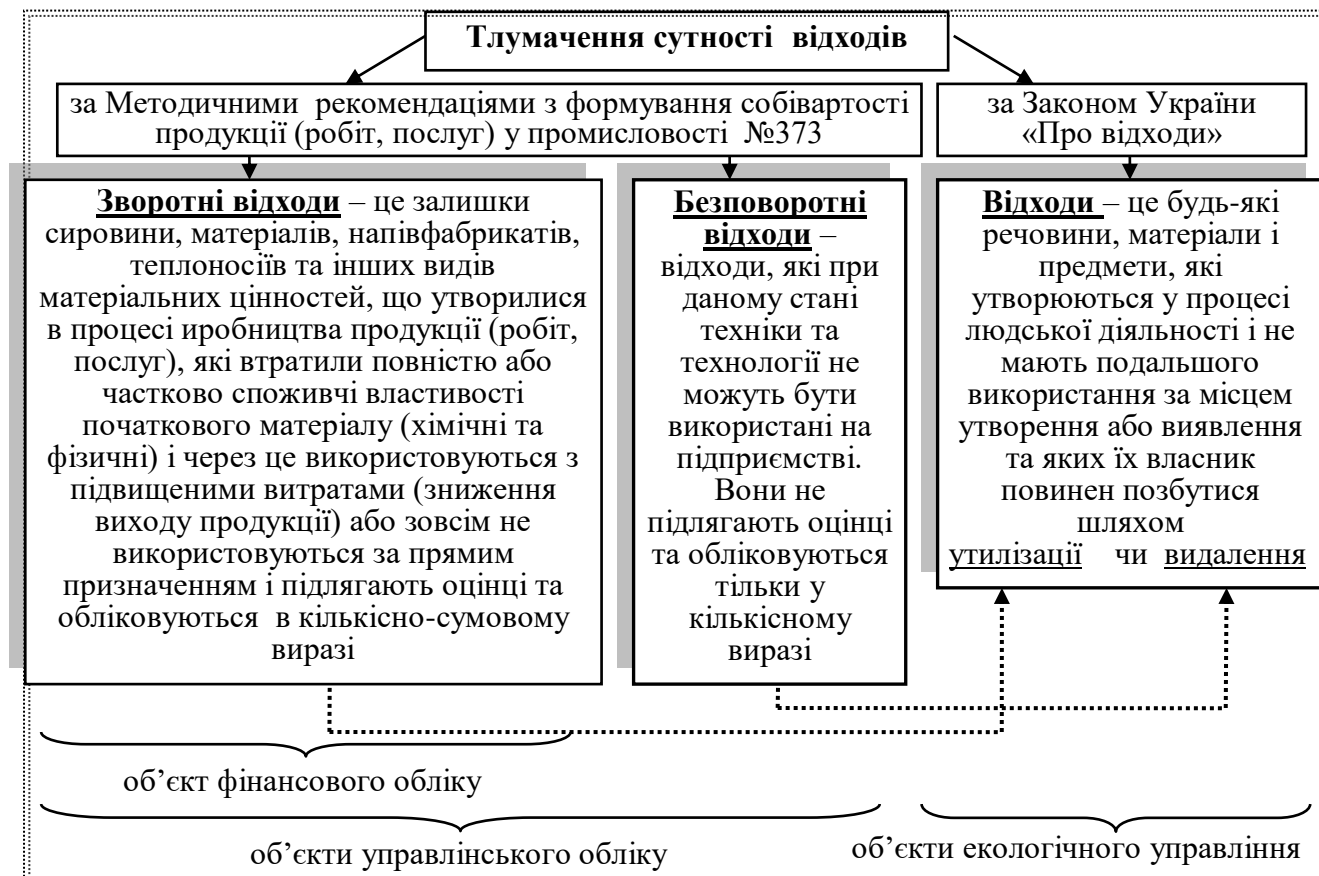 Тлумачення сутності відходів
за Методичними рекомендаціями з формування собівартості
продукції (робіт, послуг) у промисловості №373
за Законом України
«Про відходи»
Зворотні відходи – це залишки
сировини, матеріалів, напівфабрикатів,
теплоносіїв та інших видів
матеріальних цінностей, що утворилися
в процесі иробництва продукції (робіт,
послуг), які втратили повністю або
частково споживчі властивості
початкового матеріалу (хімічні та
фізичні) і через це використовуються з
підвищеними витратами (зниження
виходу продукції) або зовсім не
використовуються за прямим
призначенням і підлягають оцінці та
обліковуються в кількісно-сумовому
виразі
Безповоротні
відходи –
відходи, які при
даному стані
техніки та
технології не
можуть бути
використані на
підприємстві.
Вони не
підлягають оцінці
та обліковуються
тільки у
кількісному
виразі
Відходи – це будь-які
речовини, матеріали і
предмети, які
утворюються у процесі
людської діяльності і не
мають подальшого
використання за місцем
утворення або виявлення
та яких їх власник
повинен позбутися
шляхом
утилізації чи видалення
об’єкт фінансового обліку
об’єкти управлінського обліку
об’єкти екологічного управління